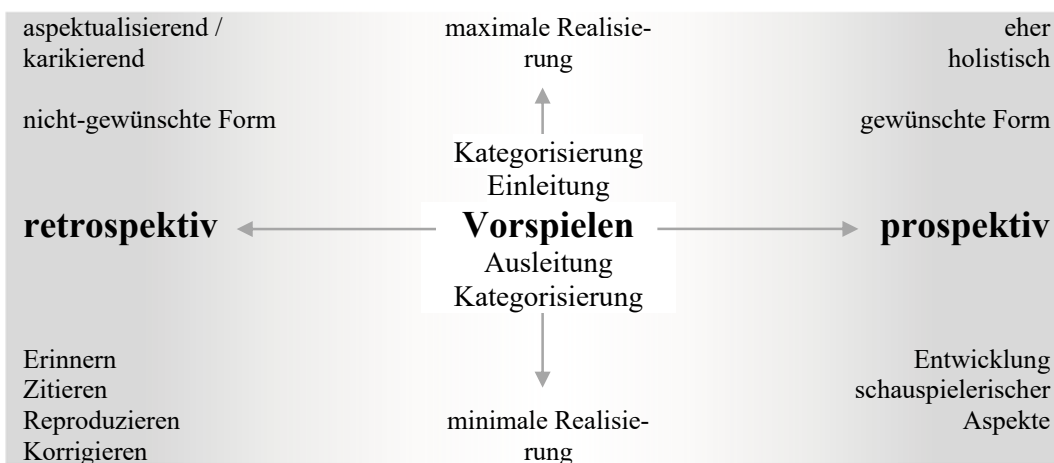 aspektualisierend /
karikierend
nicht-gewünschte Form
maximale Realisie-
rung
eher
holistisch
gewünschte Form
Kategorisierung
Einleitung
retrospektiv
Vorspielen
prospektiv
Ausleitung
Kategorisierung
Erinnern
Zitieren
Reproduzieren
Korrigieren
minimale Realisie-
rung
Entwicklung
schauspielerischer
Aspekte